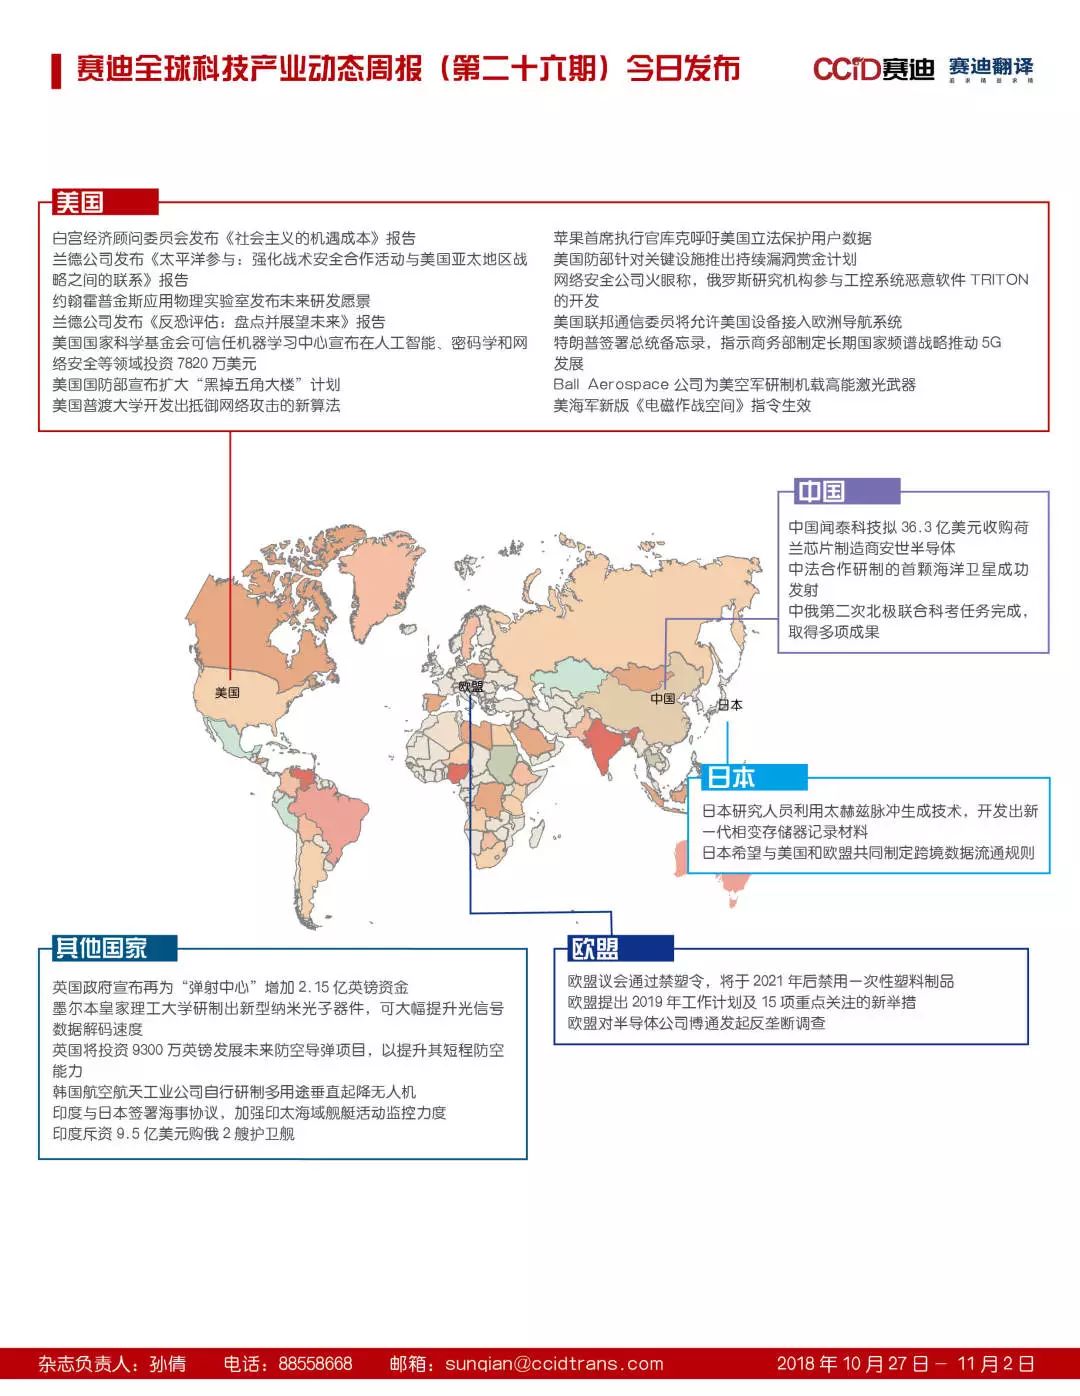 赛迪全球科技产业动态周报（第二十六期）今日发布
CCID赛迪
赛迪翻译
美国
白宫经济顾问委员会发布《社会主义的机遇成本》报告
兰德公司发布《太平洋参与：强化战术安全合作活动与美国亚太地区战
略之间的联系》报告
约翰霍普金斯应用物理实验室发布未来研发愿景
兰德公司发布《反恐评估：盘点并展望未来》报告
美国国家科学基金会可信任机器学习中心宣布在人工智能、密码学和网
络安全等领域投资 7820 万美元
美国国防部宣布扩大“黑掉五角大楼”计划
美国普渡大学开发出抵御网络攻击的新算法
苹果首席执行官库克呼吁美国立法保护用户数据
美国防部针对关键设施推出持续漏洞赏金计划
网络安全公司火眼称，俄罗斯研究机构参与工控系统恶意软件 TRITON
的开发
美国联邦通信委员将允许美国设备接入欧洲导航系统
特朗普签署总统备忘录，指示商务部制定长期国家频谱战略推动 5G
发展
Ball Aerospace 公司为美空军研制机载高能激光武器
美海军新版《电磁作战空间》指令生效
中国
中国闻泰科技拟 36.3 亿美元收购荷
兰芯片制造商安世半导体
中法合作研制的首颗海洋卫星成功
发射
中俄第二次北极联合科考任务完成，
取得多项成果
美国
欧盟
中国
日本
日本
日本研究人员利用太赫兹脉冲生成技术，开发出新
一代相变存储器记录材料
日本希望与美国和欧盟共同制定跨境数据流通规则
其他国家
英国政府宣布再为“弹射中心”增加 2.15 亿英镑资金
墨尔本皇家理工大学研制出新型纳米光子器件，可大幅提升光信号
数据解码速度
英国将投资 9300 万英镑发展未来防空导弹项目，以提升其短程防空
能力
韩国航空航天工业公司自行研制多用途垂直起降无人机
印度与日本签署海事协议，加强印太海域舰艇活动监控力度
印度斥资 9.5 亿美元购俄 2 艘护卫舰
欧盟
欧盟议会通过禁塑令，将于 2021 年后禁用一次性塑料制品
欧盟提出 2019 年工作计划及 15 项重点关注的新举措
欧盟对半导体公司博通发起反垄断调查
杂志负责人：孙倩 电话：88558668 邮箱：sunqian@ccidtrans.com 2018 年 10 月 27 日－ 11 月 2 日